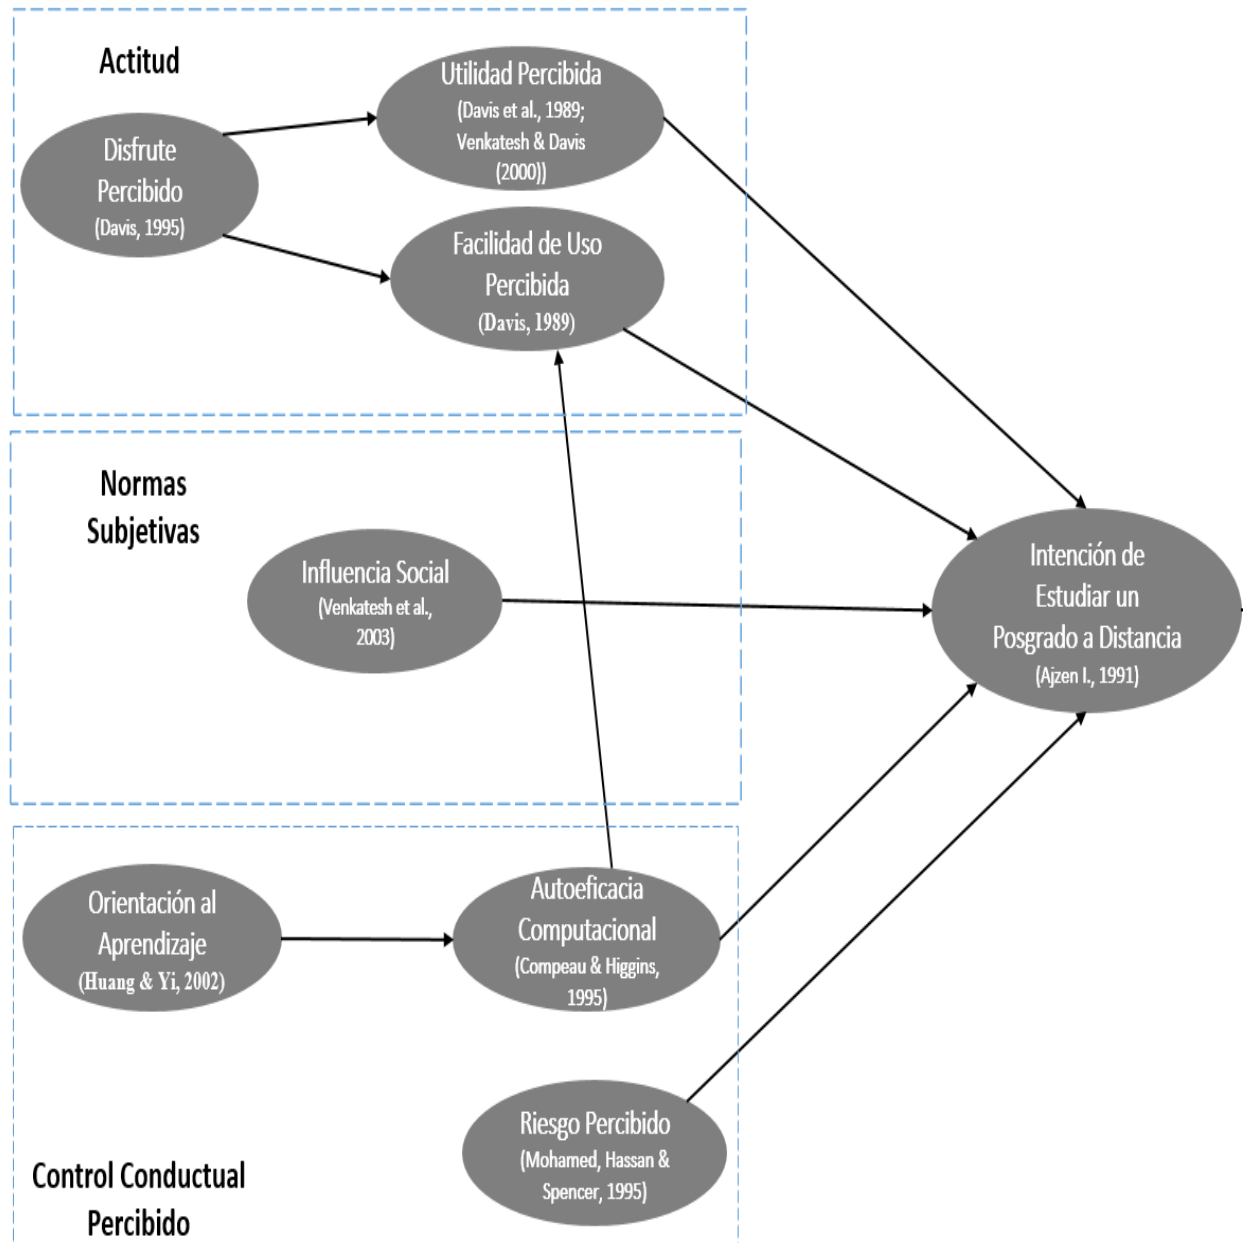 Actitud
Utilidad Percibida
(Davis et al., 1989;
Venkatesh & Davis
(2000))
Disfrute
Percibido
(Davis, 1995)
Facilidad de Uso
Percibida
(Davis, 1989)
Normas
Subjetivas
Influencia Social
(Venkatesh et al.,
2003)
Intención de
Estudiar un
Posgrado a Distancia
(Ajzen I., 1991)
Orientación al
Aprendizaje
(Huang & Yi, 2002)
Autoeficacia
Computacional
(Compeau & Higgins,
1995)
Riesgo Percibido
(Mohamed, Hassan &
Spencer, 1995)
Control Conductual
Percibido